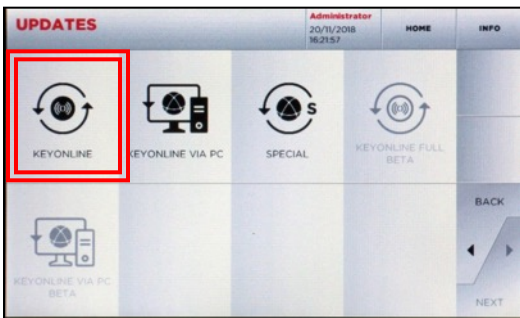 UPDATES
Administrator
20/11/2018
16:21:57
HOME
INFO
KEYONLINE
KEYONLINE VIA PC
S
SPECIAL
KEYONLINE FULL
BETA
BACK
KEYONLINE VIA PC
BETA
NEXT